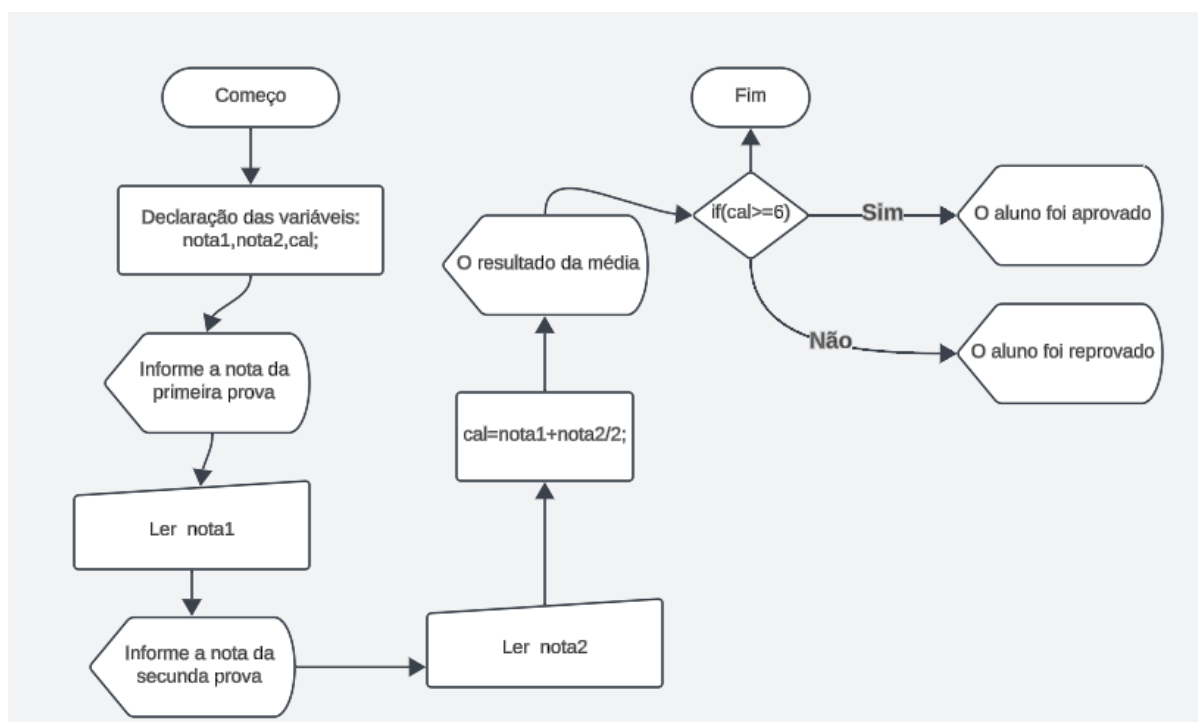 Começo
Declaração das variáveis:
nota1,nota2,cal;
Informe a nota da
primeira prova
Ler nota1
Informe a nota da
secunda prova
Ler nota2
cal=nota1+nota2/2;
O resultado da média
if(cal>=6)
Fim
Sim
O aluno foi aprovado
Não
O aluno foi reprovado